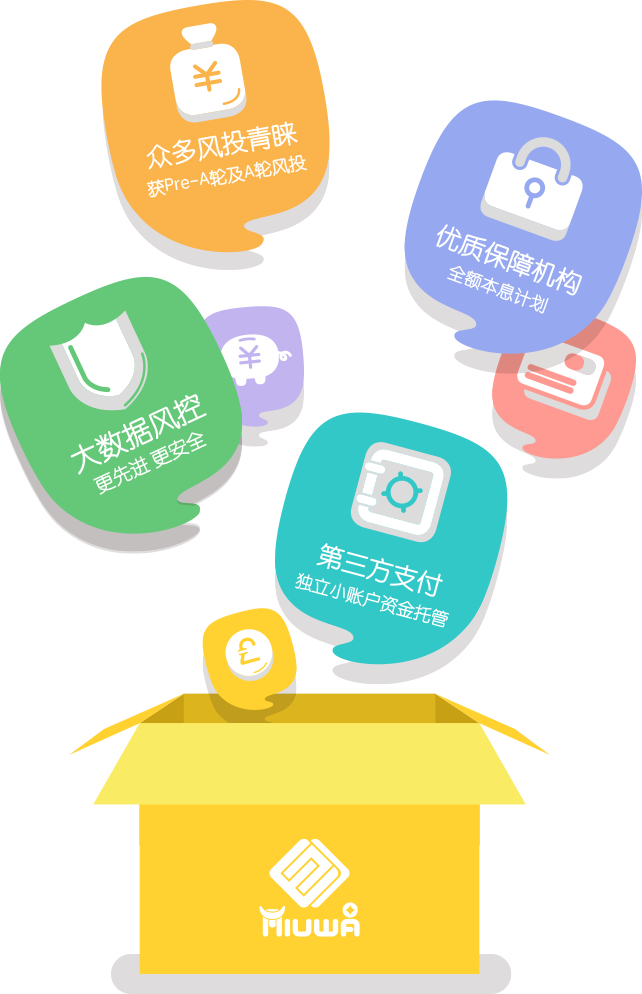 众多风投青睐
获Pre-A轮及A轮风投
优质保障机构
全额本息计划
大数据风控
更先进 更安全
第三方支付
独立小账户资金托管
MIUWA